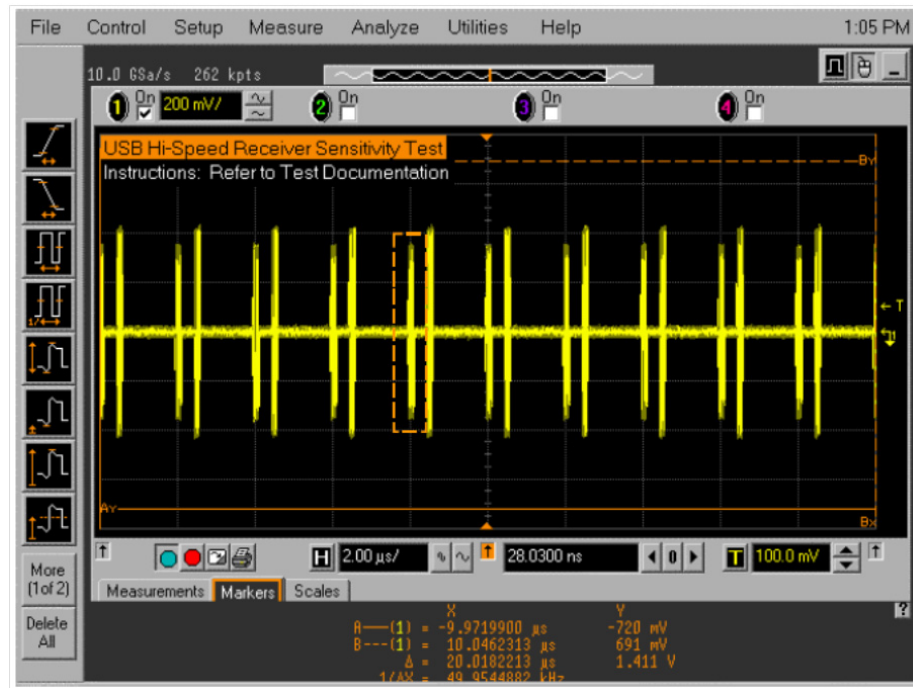 File Control Setup Measure Analyze Utilities Help 1:05 PM
10.0 GSa/s 262 kpts
1 On 200 mV/ 2 On 3 On 4 On
USB Hi-Speed Receiver Sensitivity Test
Instructions: Refer to Test Documentation
By
T
Ay
Bx
More
(1 of 2)
Delete
All
H 2.00 µs/ 28.0300 ns 0 T 100.0 mV
Measurements Markers Scales
?
X Y
A───(1) = -9.9719900 µs -720 mV
B---(1) = 10.0462313 µs 691 mV
Δ = 20.0182213 µs 1.411 V
1/ΔX = 49.9544882 kHz